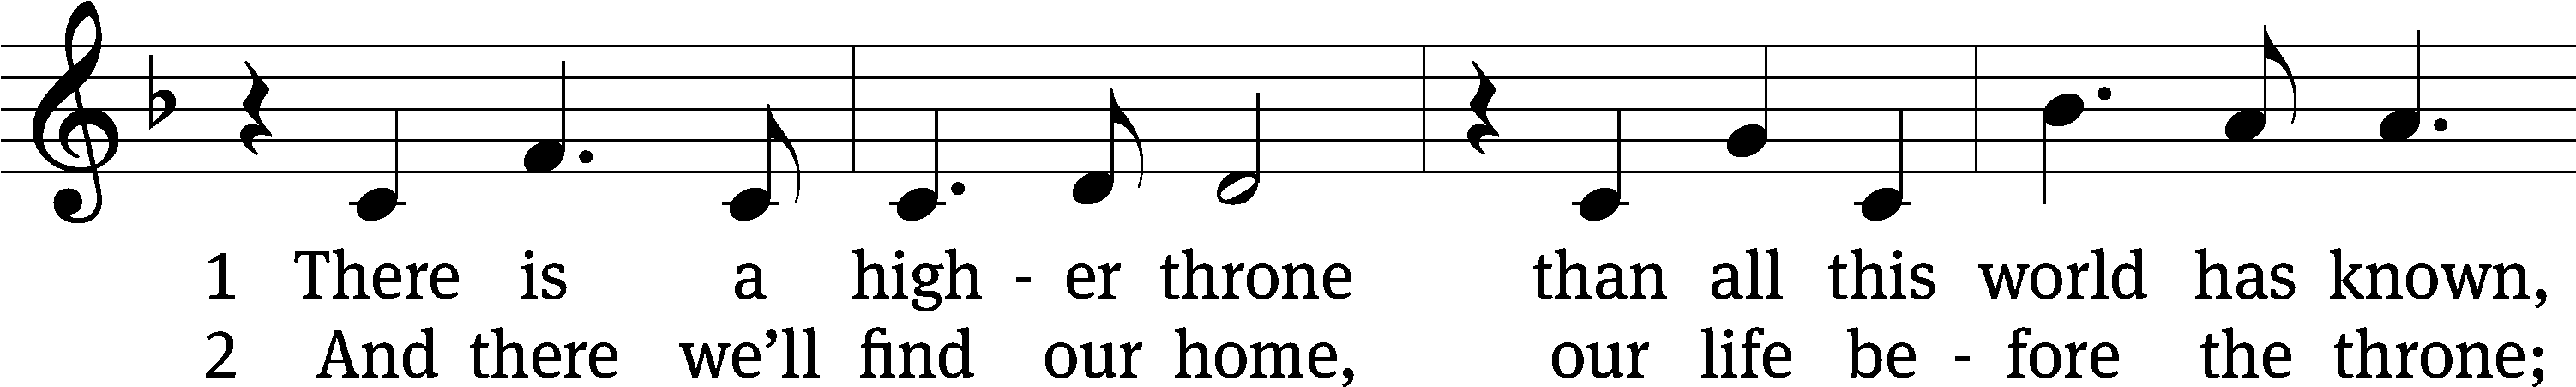 1 There is a high - er throne than all this world has known,
2 And there we’ll find our home, our life be - fore the throne;